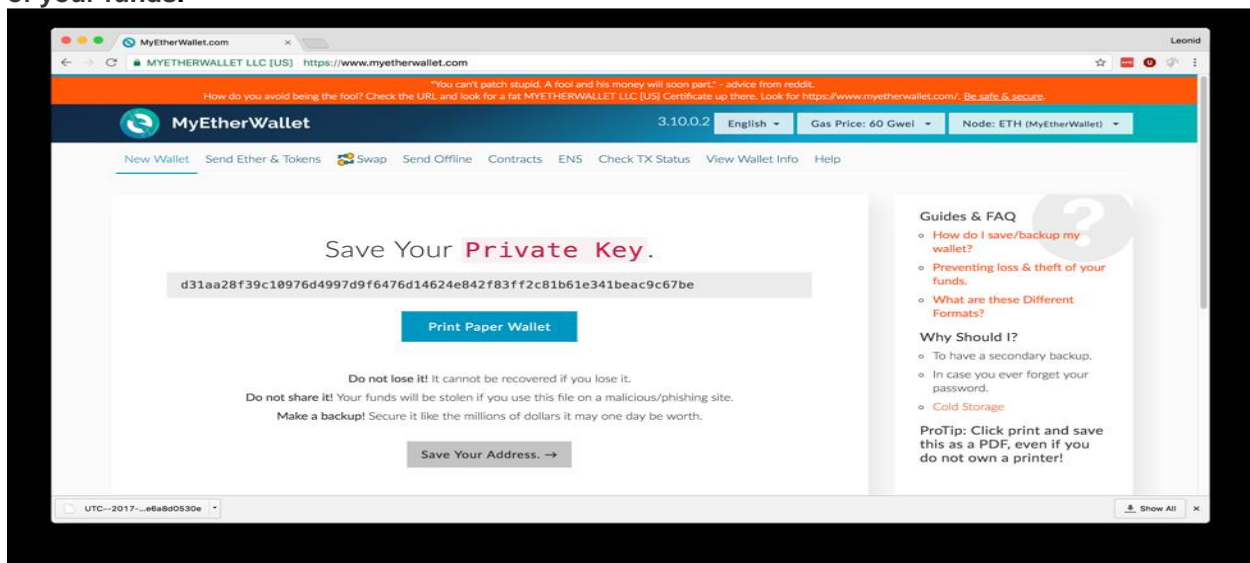 of your funds.
MyEtherWallet.com
Leonid
MYETHERWALLET LLC [US] https://www.myetherwallet.com
"You can't patch stupid. A fool and his money will soon part." - advice from reddit.
How do you avoid being the fool? Check the URL and look for a fat MYETHERWALLET LLC [US] Certificate up there. Look for https://www.myetherwallet.com/. Be safe & secure.
MyEtherWallet 3.10.0.2 English Gas Price: 60 Gwei Node: ETH (MyEtherWallet)
New Wallet Send Ether & Tokens Swap Send Offline Contracts ENS Check TX Status View Wallet Info Help
Save Your Private Key.
d31aa28f39c10976d4997d9f6476d14624e842f83ff2c81b61e341beac9c67be
Print Paper Wallet
Do not lose it! It cannot be recovered if you lose it.
Do not share it! Your funds will be stolen if you use this file on a malicious/phishing site.
Make a backup! Secure it like the millions of dollars it may one day be worth.
Save Your Address. →
?
Guides & FAQ
How do I save/backup my
wallet?
Preventing loss & theft of your
funds.
What are these Different
Formats?
Why Should I?
To have a secondary backup.
In case you ever forget your
password.
Cold Storage
ProTip: Click print and save
this as a PDF, even if you
do not own a printer!
UTC--2017-...e6a8d0530e
Show All